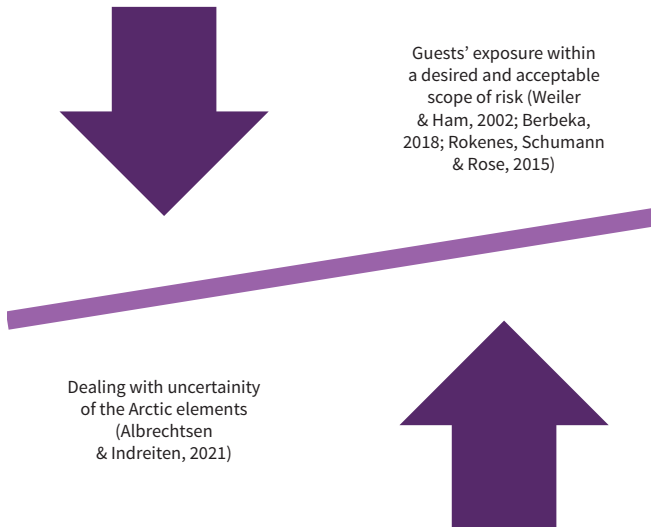 Guests’ exposure within
a desired and acceptable
scope of risk (Weiler
& Ham, 2002; Berbeka,
2018; Rokenes, Schumann
& Rose, 2015)
Dealing with uncertainity
of the Arctic elements
(Albrechtsen
& Indreiten, 2021)